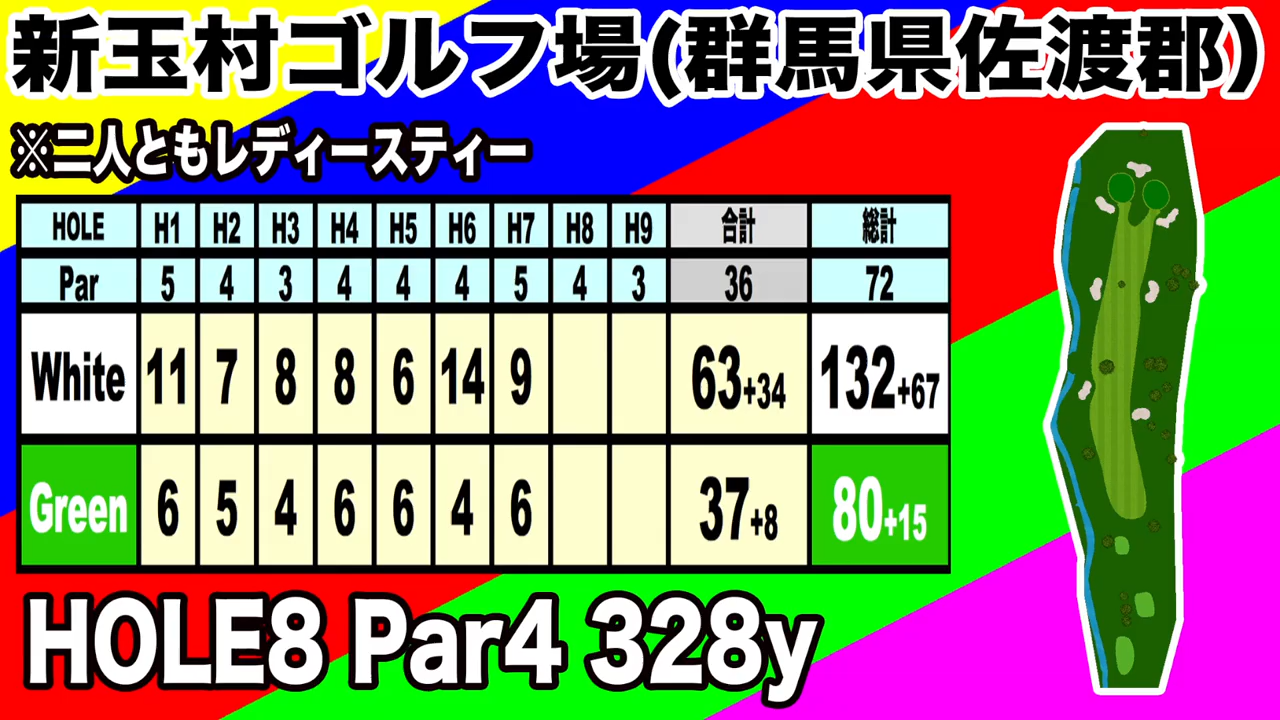 新玉村ゴルフ場(群馬県佐渡郡)
※二人ともレディースティー
HOLE H1 H2 H3 H4 H5 H6 H7 H8 H9 合計 総計
Par 5 4 3 4 4 4 5 4 3 36 72
White 11 7 8 8 6 14 9 63+34 132+67
Green 6 5 4 6 6 4 6 37+8 80+15
HOLE8 Par4 328y